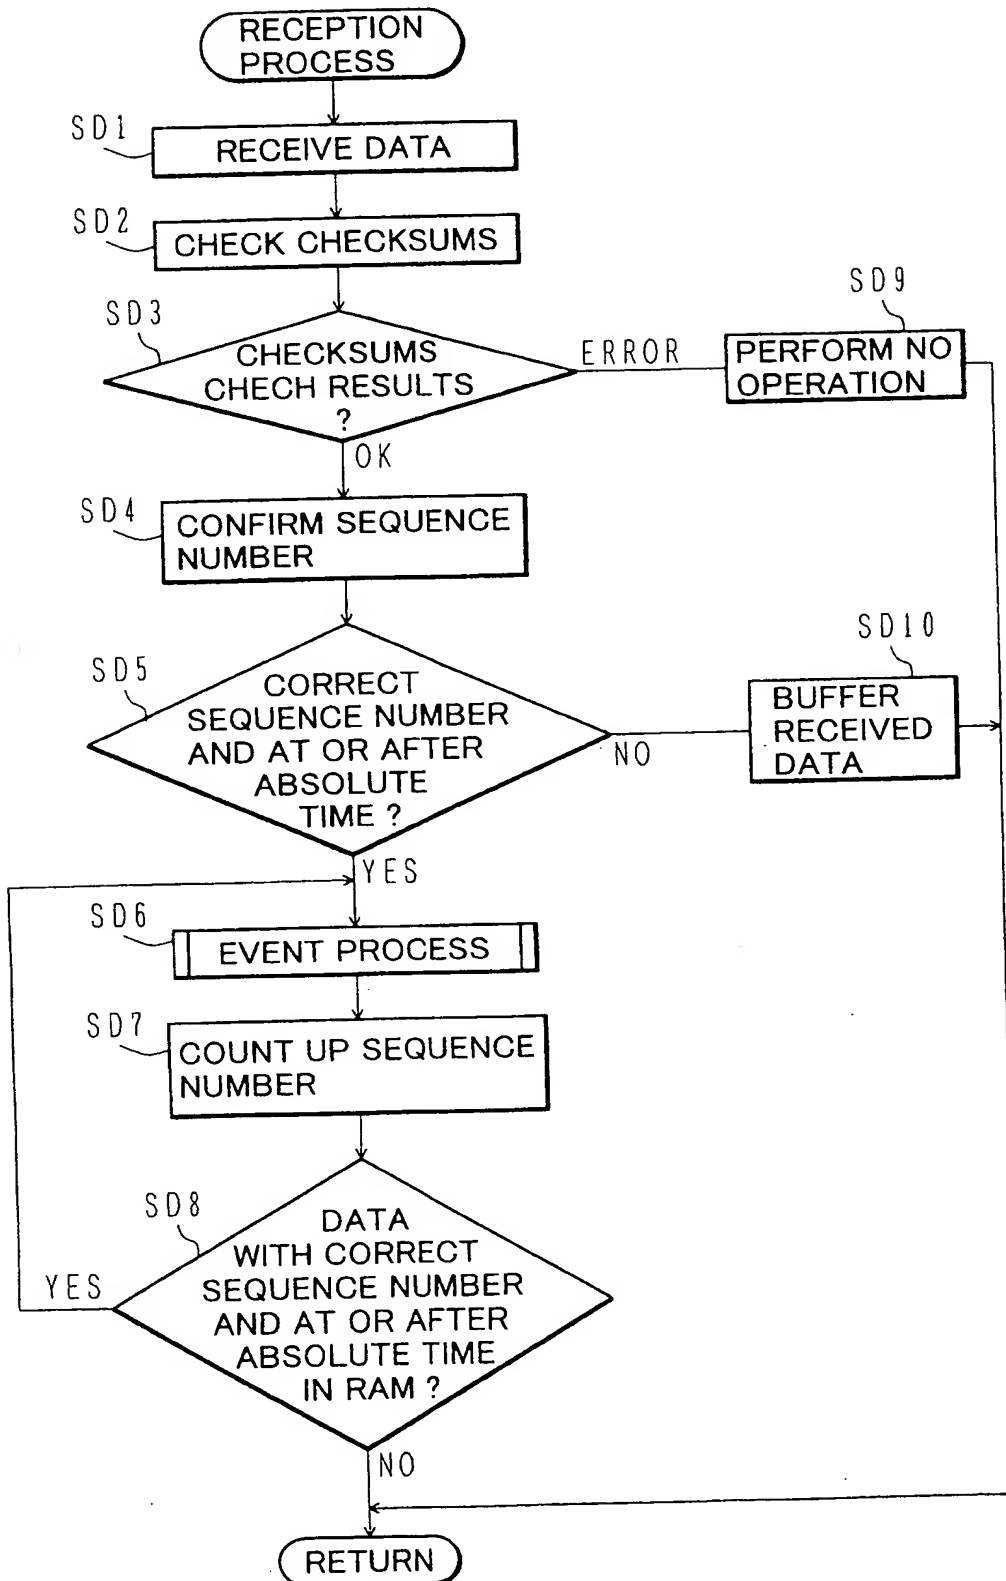 RECEPTION
PROCESS
SD1
RECEIVE DATA
SD2
CHECK CHECKSUMS
SD3
CHECKSUMS
CHECH RESULTS
?
ERROR
SD9
PERFORM NO
OPERATION
OK
SD4
CONFIRM SEQUENCE
NUMBER
SD5
CORRECT
SEQUENCE NUMBER
AND AT OR AFTER
ABSOLUTE
TIME ?
NO
SD10
BUFFER
RECEIVED
DATA
YES
SD6
EVENT PROCESS
SD7
COUNT UP SEQUENCE
NUMBER
SD8
DATA
WITH CORRECT
SEQUENCE NUMBER
AND AT OR AFTER
ABSOLUTE TIME
IN RAM ?
YES
NO
RETURN